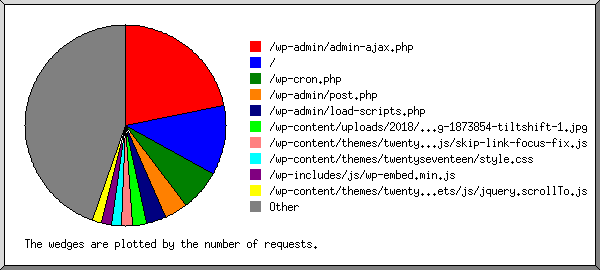 /wp-admin/admin-ajax.php
/
/wp-cron.php
/wp-admin/post.php
/wp-admin/load-scripts.php
/wp-content/uploads/2018/...g-1873854-tiltshift-1.jpg
/wp-content/themes/twenty...js/skip-link-focus-fix.js
/wp-content/themes/twentyseventeen/style.css
/wp-includes/js/wp-embed.min.js
/wp-content/themes/twenty...ets/js/jquery.scrollTo.js
Other
The wedges are plotted by the number of requests.